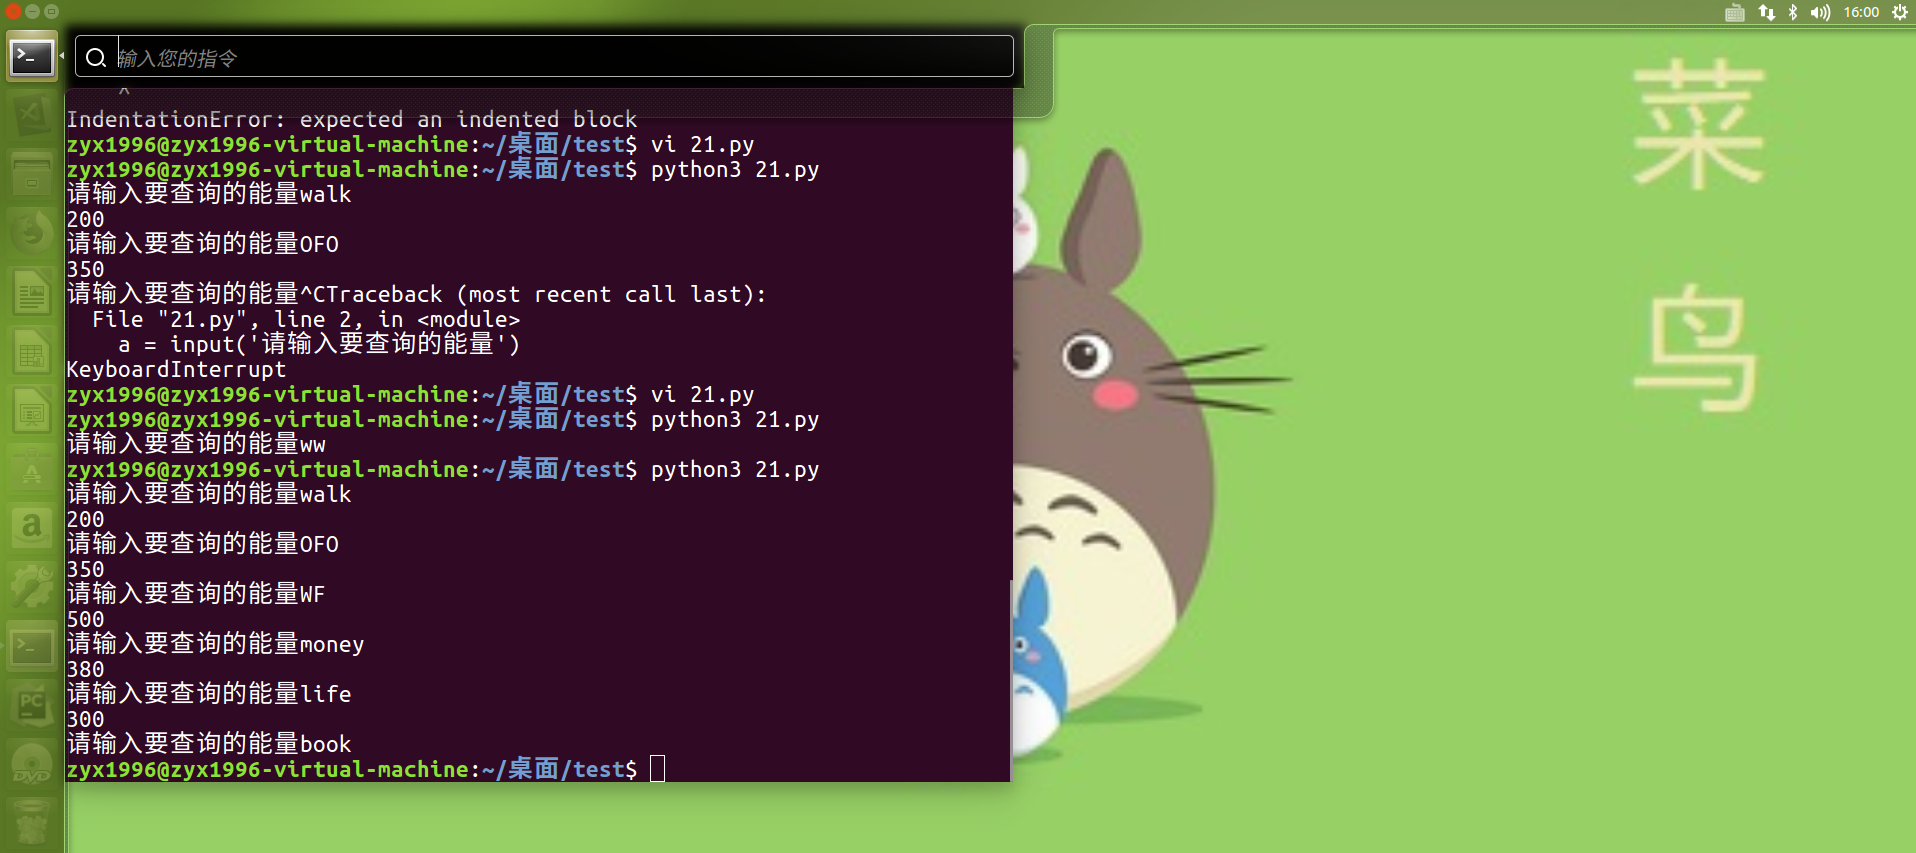 16:00
输入您的指令
^
IndentationError: expected an indented block
zyx1996@zyx1996-virtual-machine:~/桌面/test$ vi 21.py
zyx1996@zyx1996-virtual-machine:~/桌面/test$ python3 21.py
请输入要查询的能量walk
200
请输入要查询的能量OFO
350
请输入要查询的能量^CTraceback (most recent call last):
  File "21.py", line 2, in <module>
    a = input('请输入要查询的能量')
KeyboardInterrupt
zyx1996@zyx1996-virtual-machine:~/桌面/test$ vi 21.py
zyx1996@zyx1996-virtual-machine:~/桌面/test$ python3 21.py
请输入要查询的能量ww
zyx1996@zyx1996-virtual-machine:~/桌面/test$ python3 21.py
请输入要查询的能量walk
200
请输入要查询的能量OFO
350
请输入要查询的能量WF
500
请输入要查询的能量money
380
请输入要查询的能量life
300
请输入要查询的能量book
zyx1996@zyx1996-virtual-machine:~/桌面/test$
菜
鸟
>_
a
>_
PC
DVD